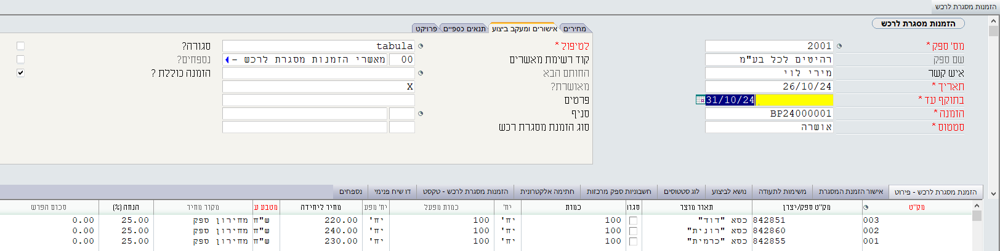 הזמנות מסגרת לרכש
הזמנות מסגרת לרכש
מחירים אישורים ומעקב ביצוע תנאים כספיים פרויקט
מס' ספק * 2001 לטיפול * tabula סגורה?
שם ספק רהיטים לכל בע"מ קוד רשימת מאשרים 00 מאשרי הזמנות מסגרת לרכש - נספחים?
איש קשר מירי לוי החותם הבא הזמנה כוללת ?
תאריך * 26/10/24 מאושרת? X
בתוקף עד * 31/10/24 פרטים
הזמנה * BP24000001 סניף
סטטוס * אושרה סוג הזמנת מסגרת רכש
הזמנת מסגרת לרכש - פירוט אישור הזמנת המסגרת משימות לתעודה נושא לביצוע לוג סטטוסים חשבוניות ספק מרכזות חתימה אלקטרונית הזמנות מסגרת לרכש - טקסט דו שיח פנימי נספחים
מק"ט מק"ט ספק/יצרן תאור מוצר סגרו כמות יח' כמות מפעל יח' מפע מחיר ליחידה מטבע ש מקור מחיר הנחה (%) סכום הפרש
003 842851 כסא "דוד" 100 יח' 100 יח' 220.00 ש"ח מחירון ספק 25.00 0.00
002 842860 כסא "רונית" 100 יח' 100 יח' 240.00 ש"ח מחירון ספק 25.00 0.00
001 842855 כסא "כרמית" 100 יח' 100 יח' 230.00 ש"ח מחירון ספק 25.00 0.00